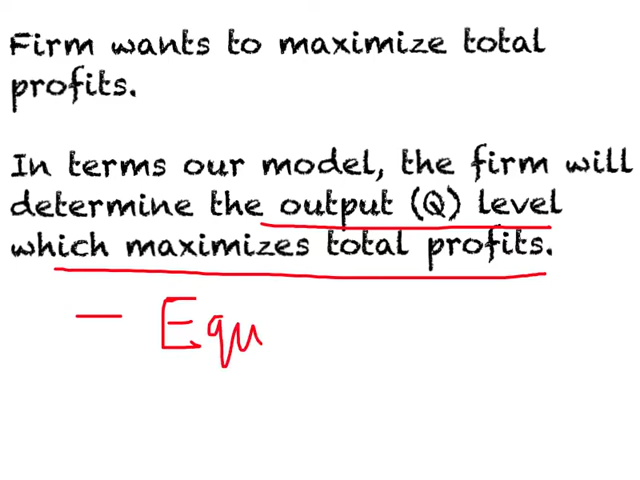 Firm wants to maximize total
profits.
In terms our model, the firm will
determine the output (Q) level
which maximizes total profits.
— Equ